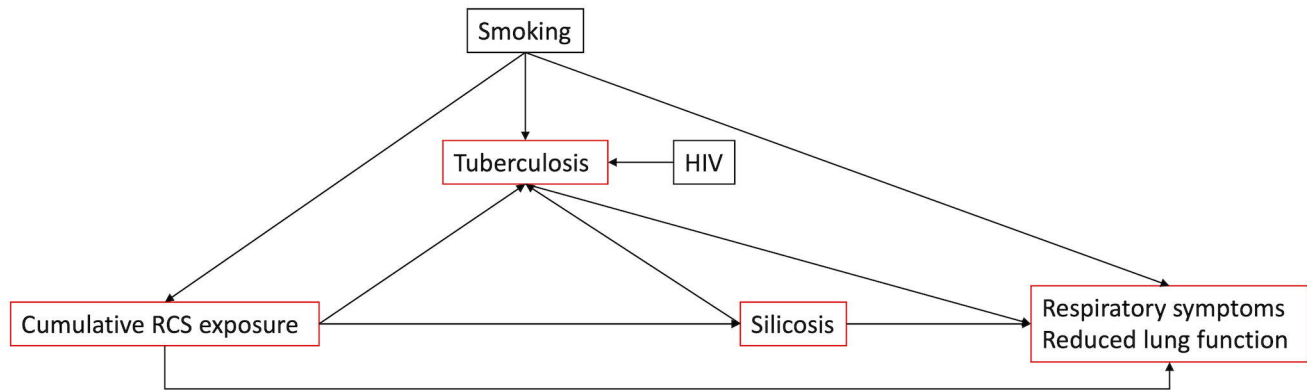 Smoking
Tuberculosis
HIV
Cumulative RCS exposure
Silicosis
Respiratory symptoms
Reduced lung function